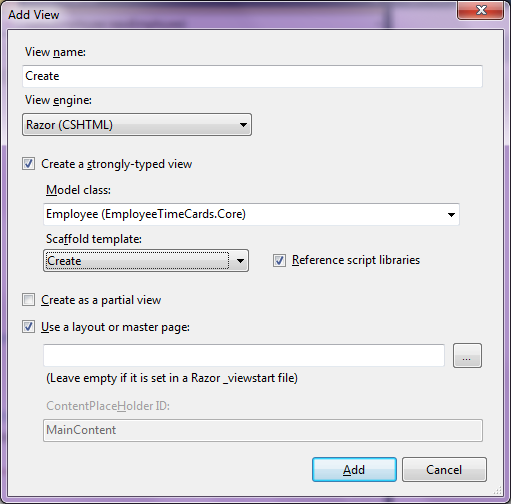 Add View
View name:
Create
View engine:
Razor (CSHTML)
Create a strongly-typed view
Model class:
Employee (EmployeeTimeCards.Core)
Scaffold template:
Create
Reference script libraries
Create as a partial view
Use a layout or master page:
...
(Leave empty if it is set in a Razor _viewstart file)
ContentPlaceHolder ID:
MainContent
Add
Cancel